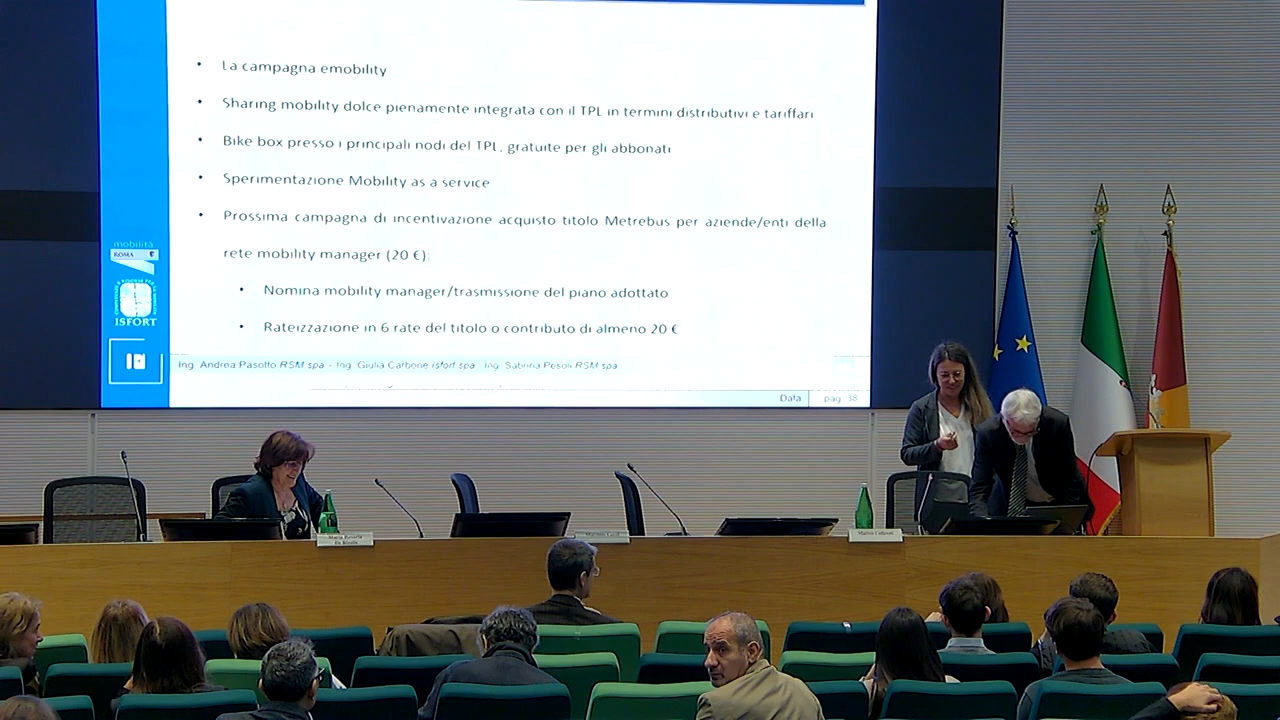 La campagna emobility
Sharing mobility dolce pienamente integrata con il TPL in termini distributivi e tariffari
Bike box presso i principali nodi del TPL, gratuite per gli abbonati
Sperimentazione Mobility as a service
Prossima campagna di incentivazione acquisto titolo Metrebus per aziende/enti della
rete mobility manager (20 €):
Nomina mobility manager/trasmissione del piano adottato
Rateizzazione in 6 rate del titolo o contributo di almeno 20 €
mobilità
ROMA
ISFORT
Ing. Andrea Pasotto RSM spa - Ing. Giulia Carbone isfort spa Ing. Sabrina Pesoli RSM spa
Data pag. 38